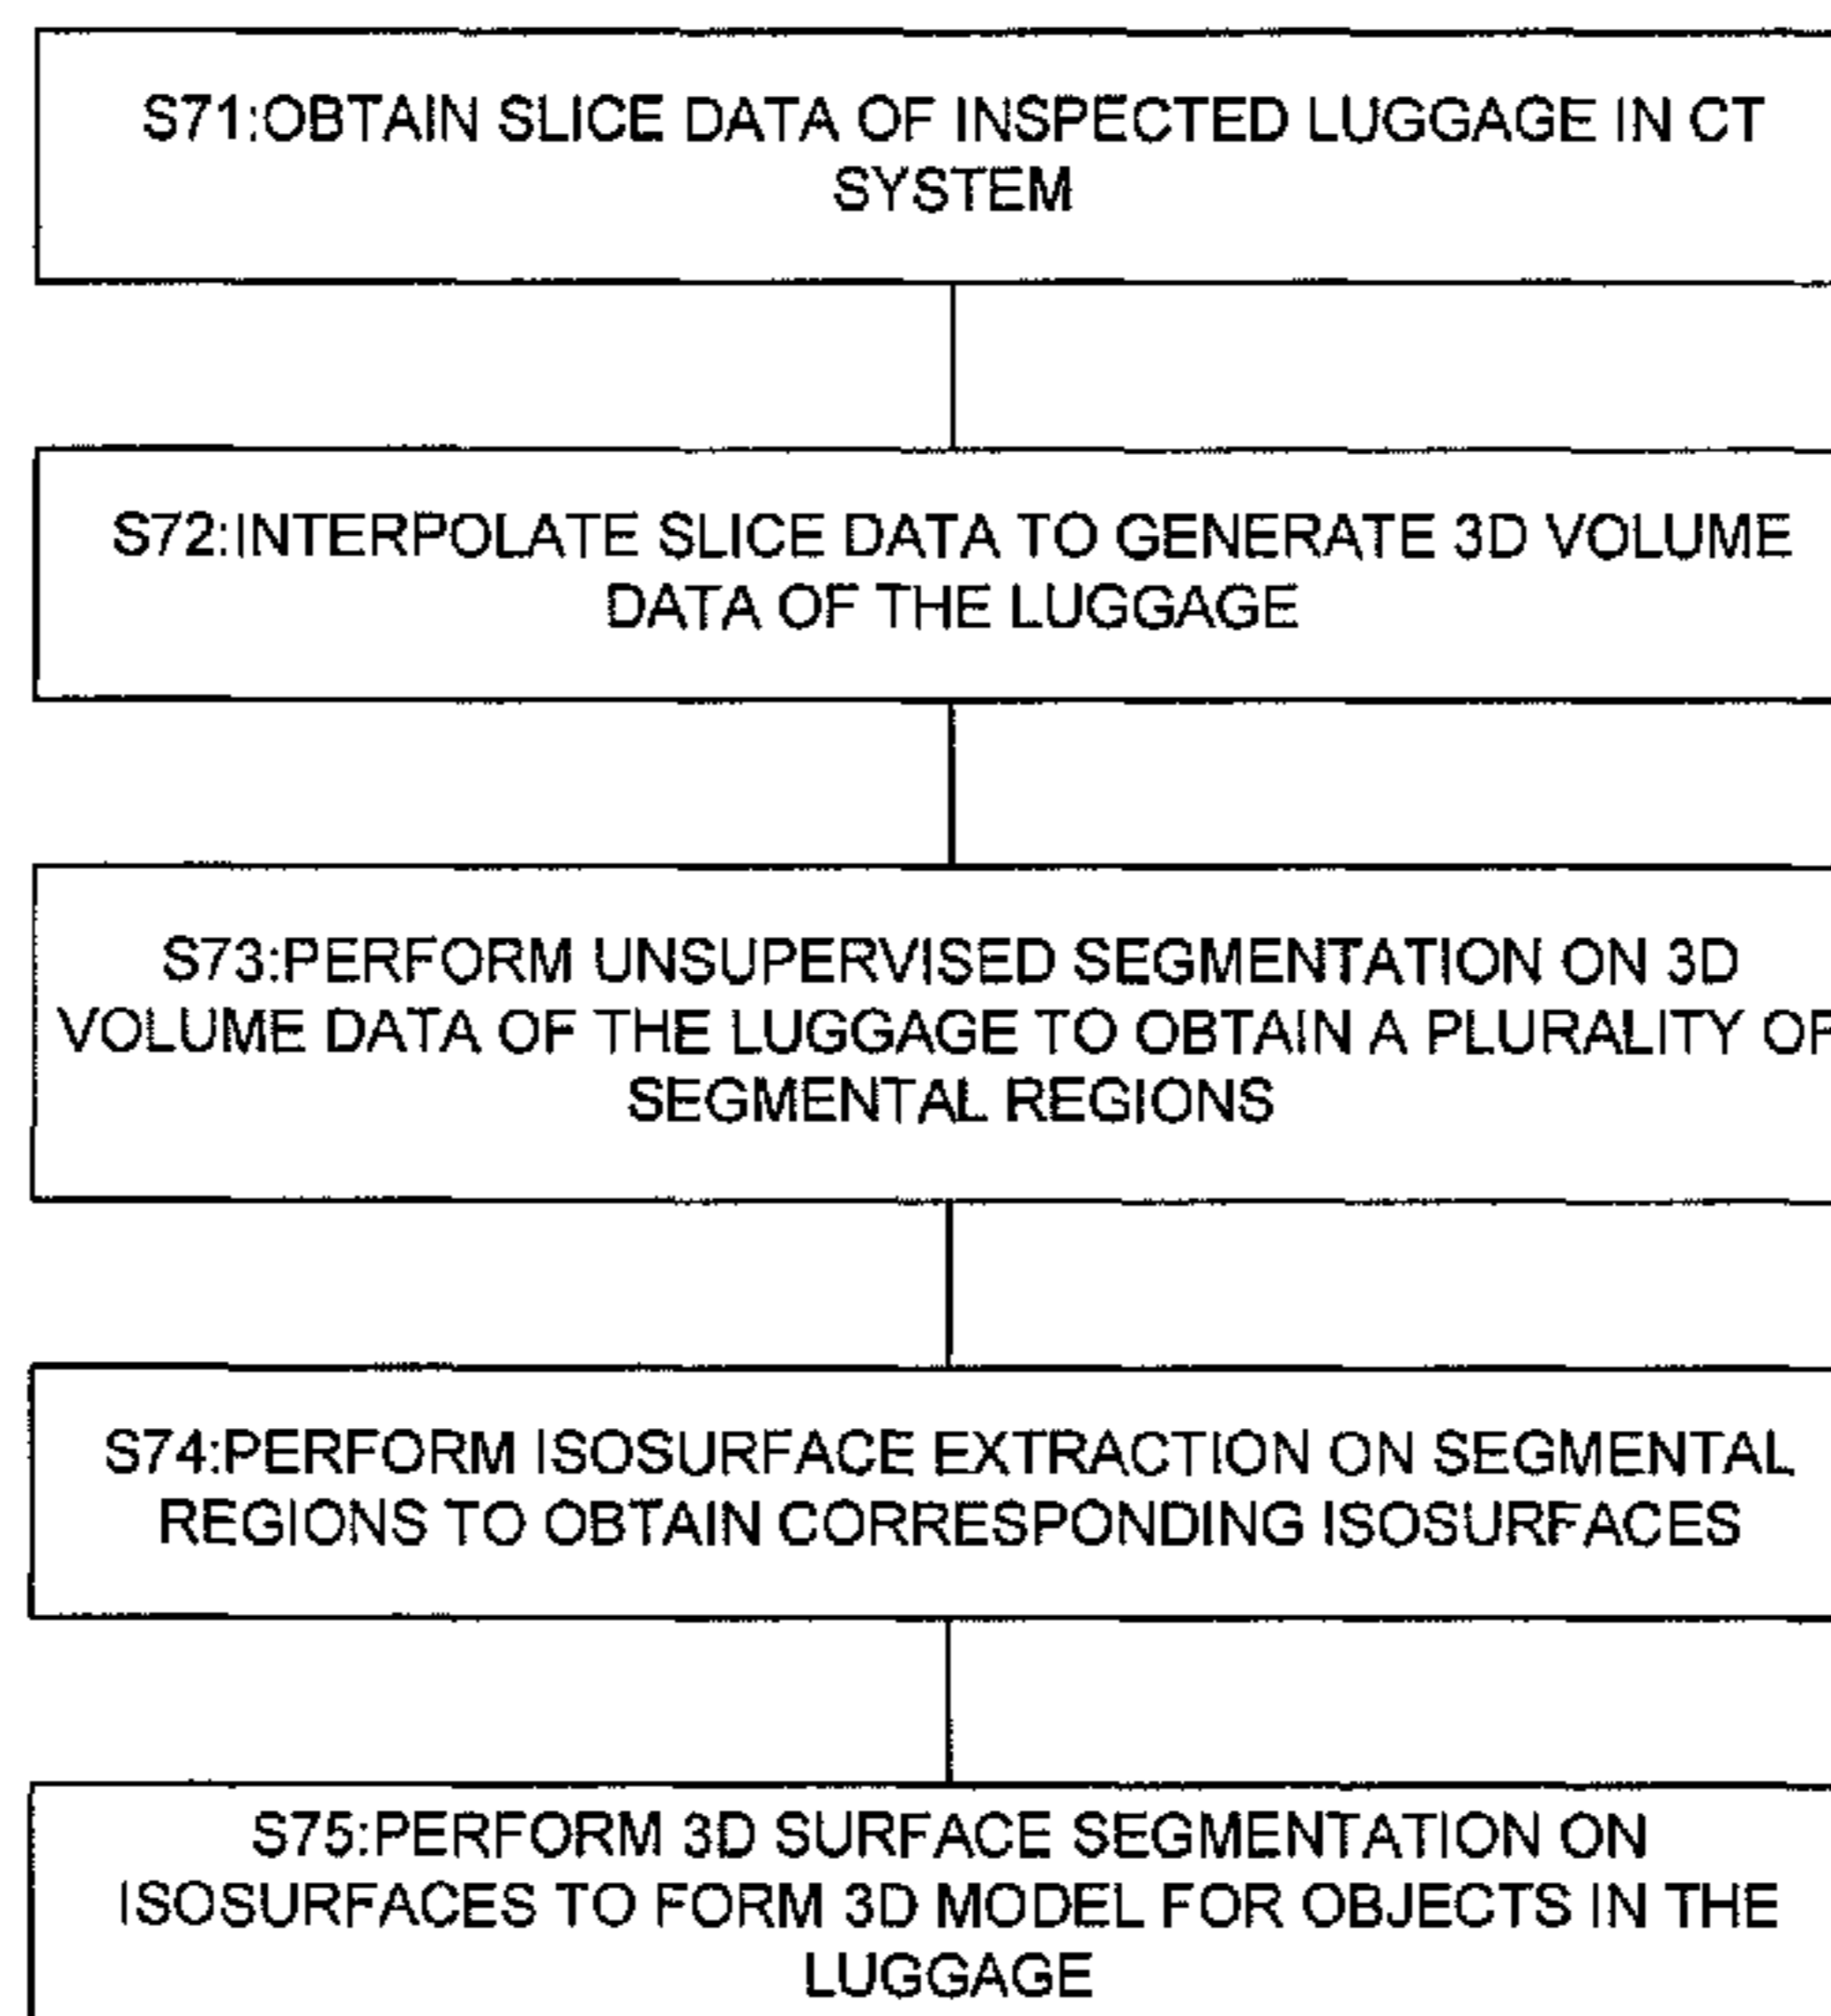 S71:OBTAIN SLICE DATA OF INSPECTED LUGGAGE IN CT
SYSTEM
S72:INTERPOLATE SLICE DATA TO GENERATE 3D VOLUME
DATA OF THE LUGGAGE
S73:PERFORM UNSUPERVISED SEGMENTATION ON 3D
VOLUME DATA OF THE LUGGAGE TO OBTAIN A PLURALITY OF
SEGMENTAL REGIONS
S74:PERFORM ISOSURFACE EXTRACTION ON SEGMENTAL
REGIONS TO OBTAIN CORRESPONDING ISOSURFACES
S75:PERFORM 3D SURFACE SEGMENTATION ON
ISOSURFACES TO FORM 3D MODEL FOR OBJECTS IN THE
LUGGAGE